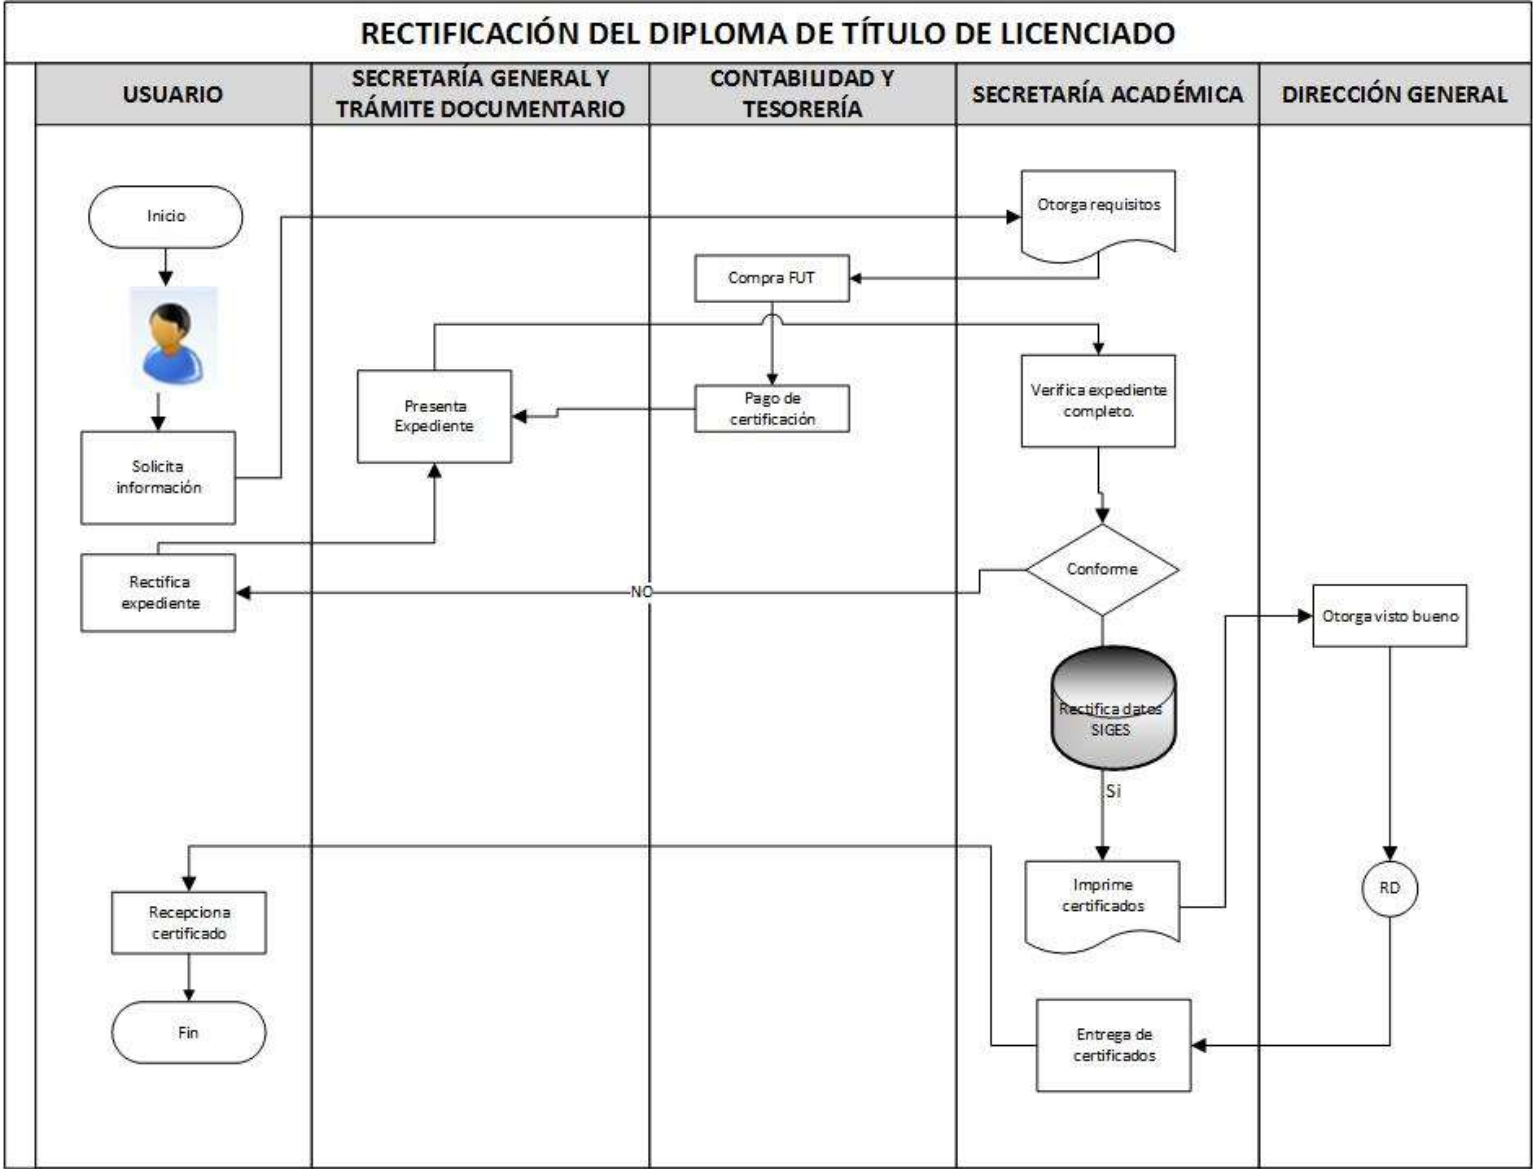 RECTIFICACIÓN DEL DIPLOMA DE TÍTULO DE LICENCIADO
USUARIO
SECRETARÍA GENERAL Y
TRÁMITE DOCUMENTARIO
CONTABILIDAD Y
TESORERÍA
SECRETARÍA ACADÉMICA
DIRECCIÓN GENERAL
Inicio
Otorga requisitos
Compra FUT
Presenta
Expediente
Pago de
certificación
Verifica expediente
completo.
Solicita
información
Conforme
Rectifica
expediente
NO
Otorga visto bueno
Rectifica datos
SIGES
Si
Imprime
certificados
RD
Recepciona
certificado
Fin
Entrega de
certificados